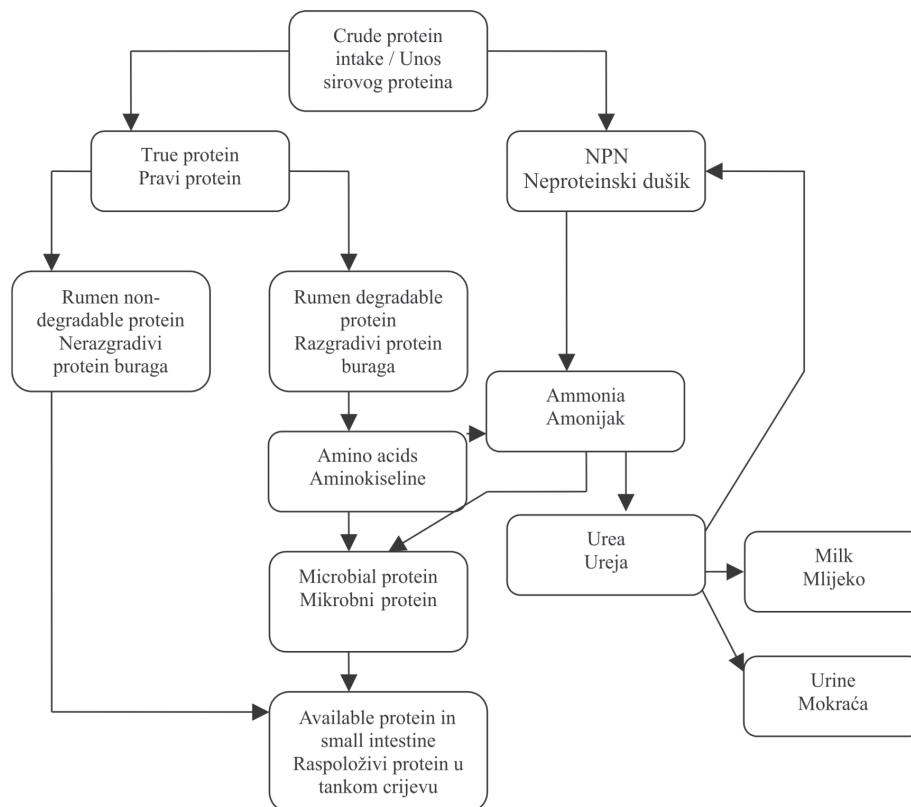 Crude protein
intake / Unos
sirovog proteina
True protein
Pravi protein
NPN
Neproteinski dušik
Rumen non-
degradable protein
Nerazgradivi
protein buraga
Rumen degradable
protein
Razgradivi protein
buraga
Ammonia
Amonijak
Amino acids
Aminokiseline
Urea
Ureja
Milk
Mlijeko
Microbial protein
Mikrobni protein
Urine
Mokraća
Available protein in
small intestine
Raspoloživi protein u
tankom crijevu